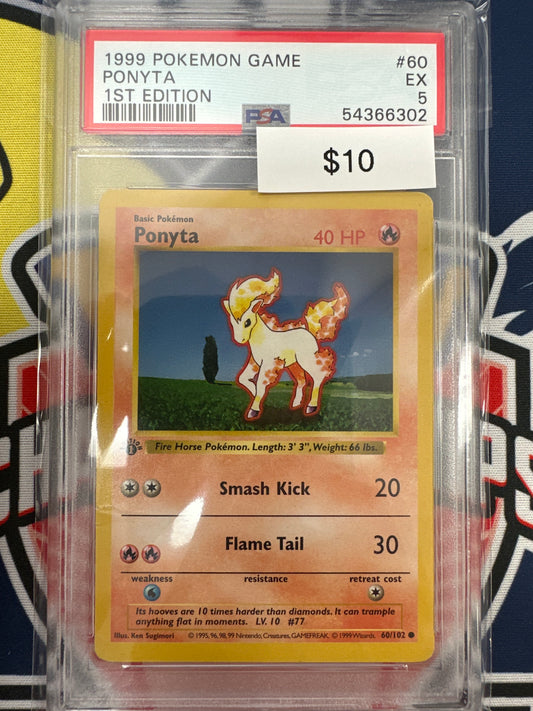 1999 POKEMON GAME #60
PONYTA EX
1ST EDITION 5
PSA 54366302
$10
Basic Pokémon
Ponyta 40 HP
Fire Horse Pokémon. Length: 3' 3", Weight: 66 lbs.
Smash Kick 20
Flame Tail 30
weakness resistance retreat cost
Its hooves are 10 times harder than diamonds. It can trample
anything flat in moments. LV. 10 #77
Illus. Ken Sugimori © 1995, 96, 98, 99 Nintendo, Creatures, GAMEFREAK. © 1999 Wizards. 60/102